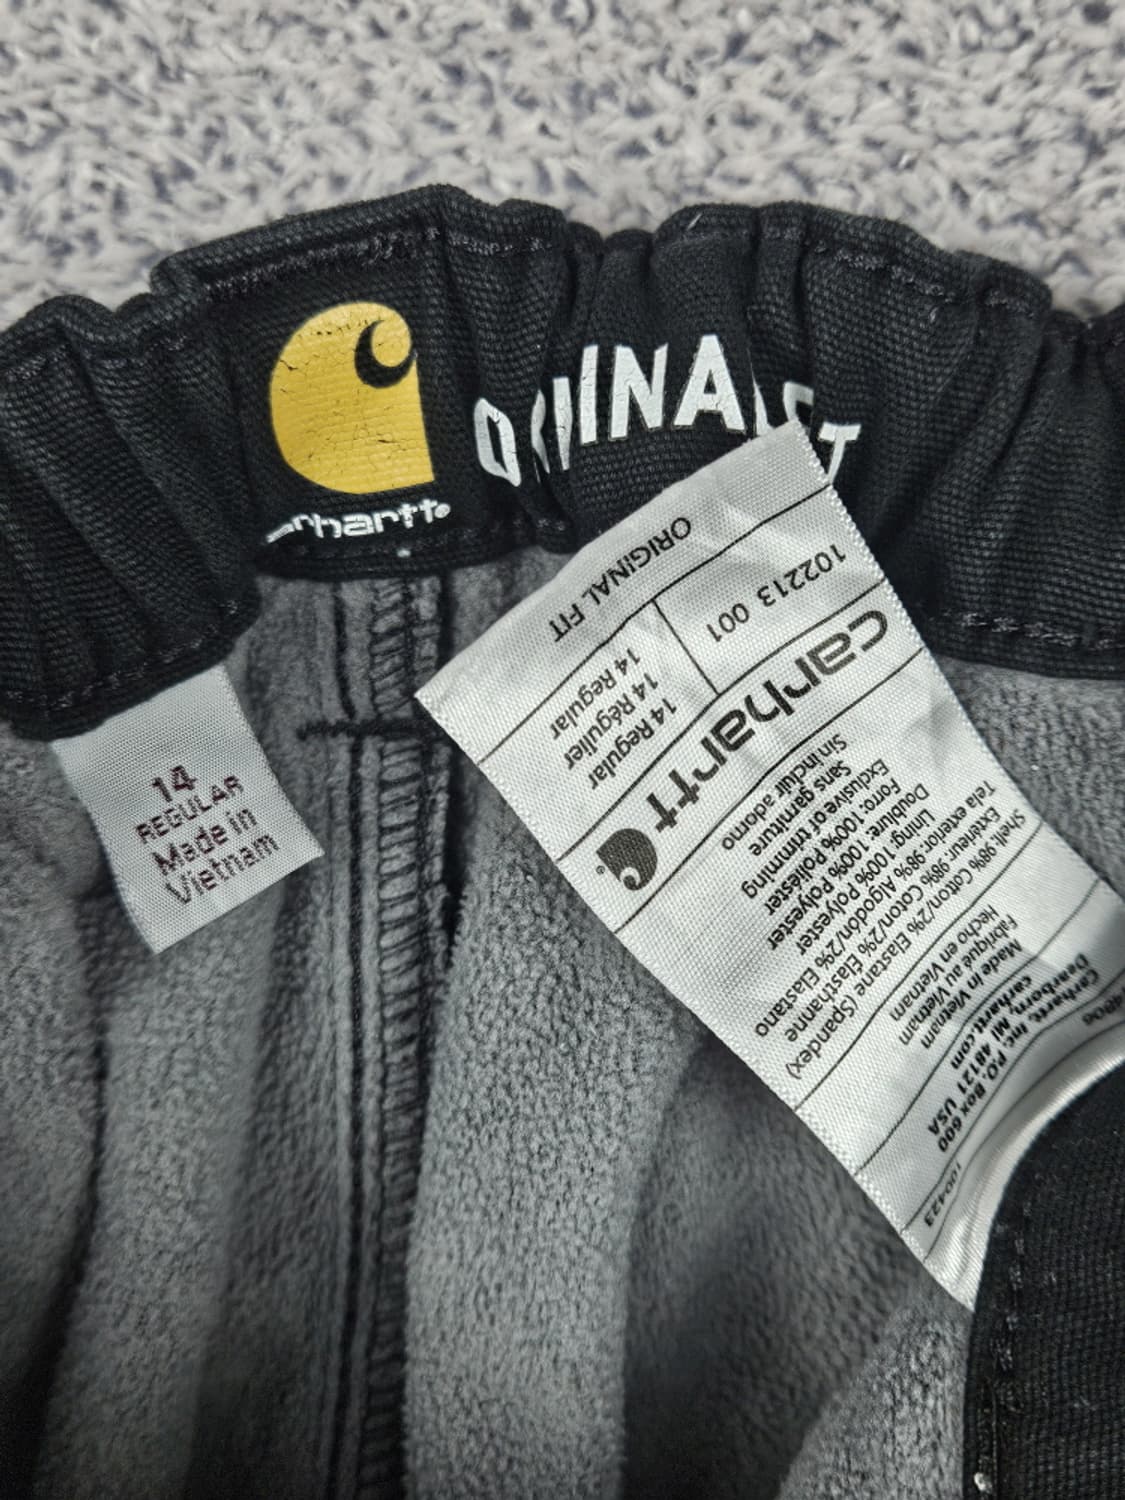 carhartt
ORIGINAL FIT
14
REGULAR
Made in
Vietnam
ORIGINAL FIT
102213 001
14 Regular
14 Régulier
14 Regular
carhartt
Shell: 98% Cotton/2% Elastane (Spandex)
Extérieur: 98% Coton/2% Élasthanne
Tela exterior: 98% Algodón/2% Elastano
Lining: 100% Polyester
Doublure: 100% Polyester
Forro: 100% Poliéster
Exclusive of trimming
Sans garniture
Sin incluir adorno
Made in Vietnam
Fabriqué au Vietnam
Hecho en Vietnam
Carhartt, Inc. P.O. Box 600
Dearborn, MI 48121 USA
carhartt.com
100423